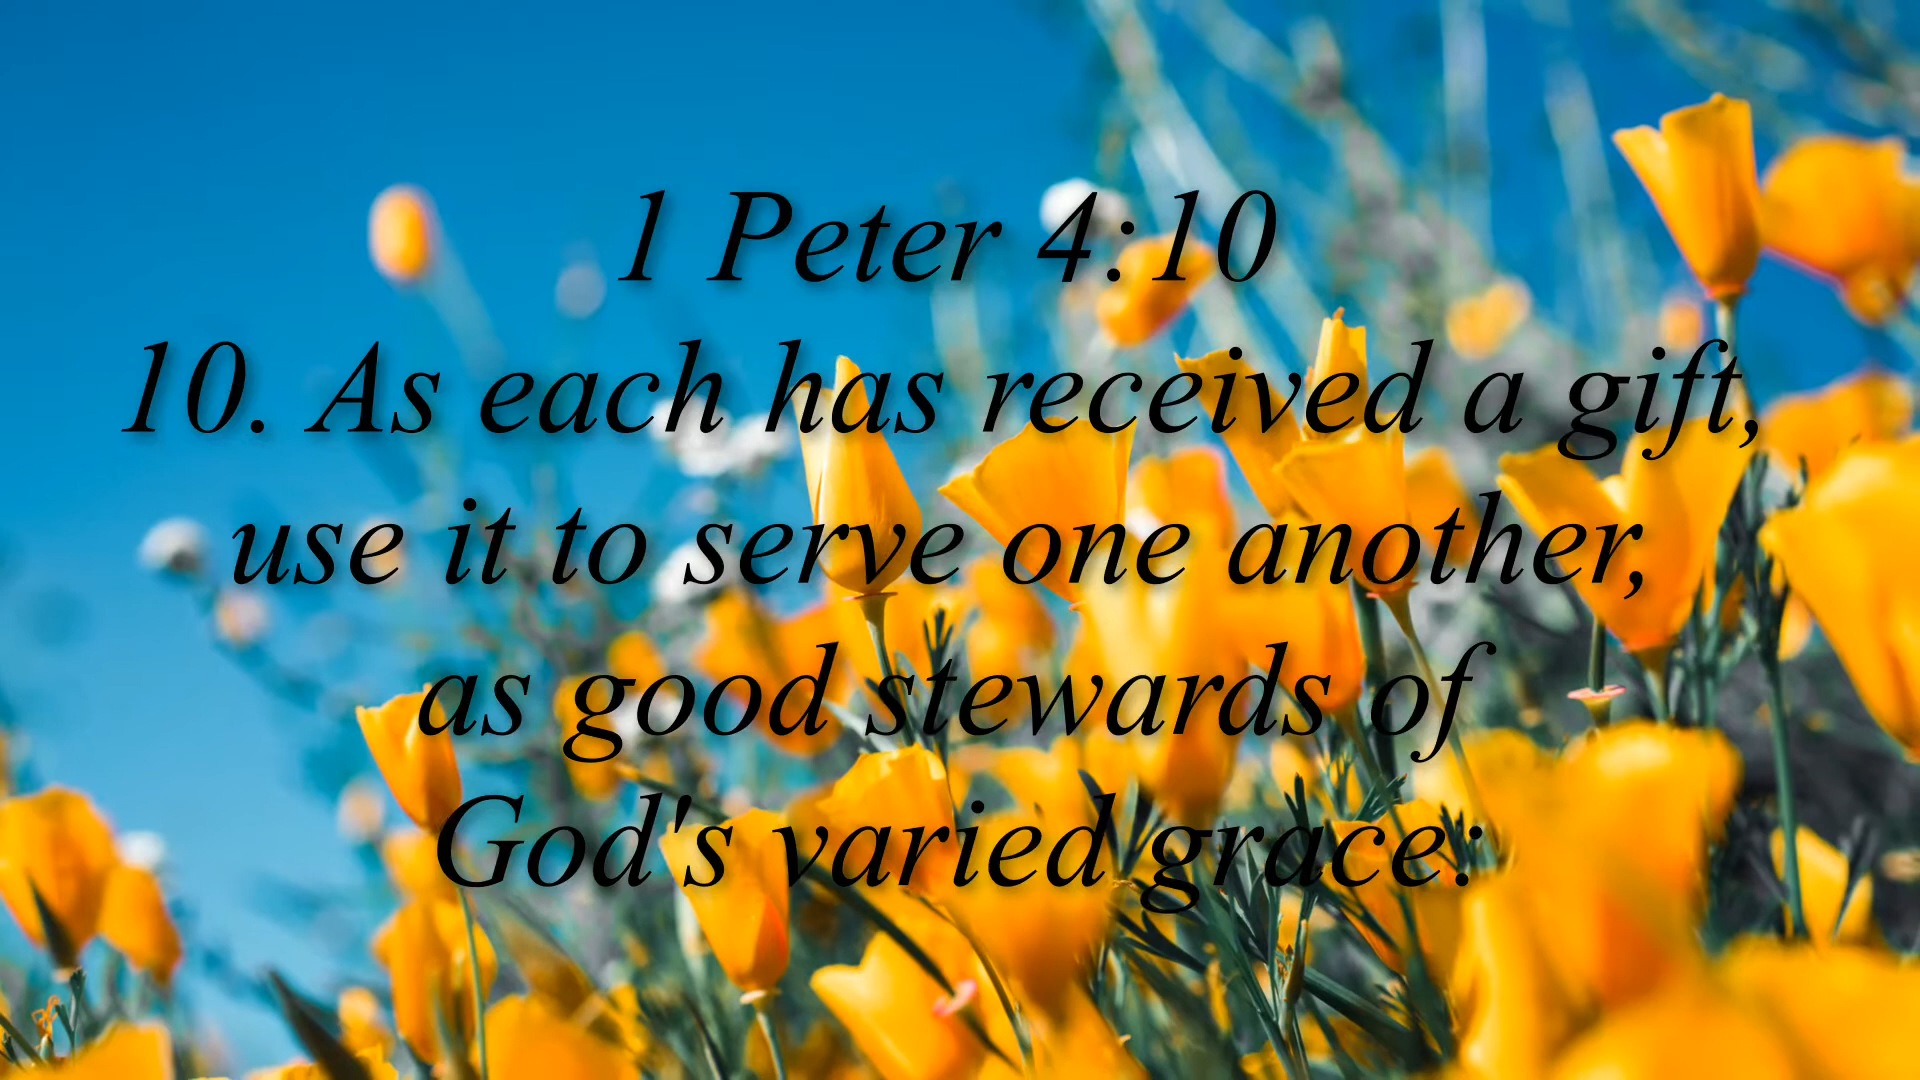 1 Peter 4:10
10. As each has received a gift,
use it to serve one another,
as good stewards of
God's varied grace: